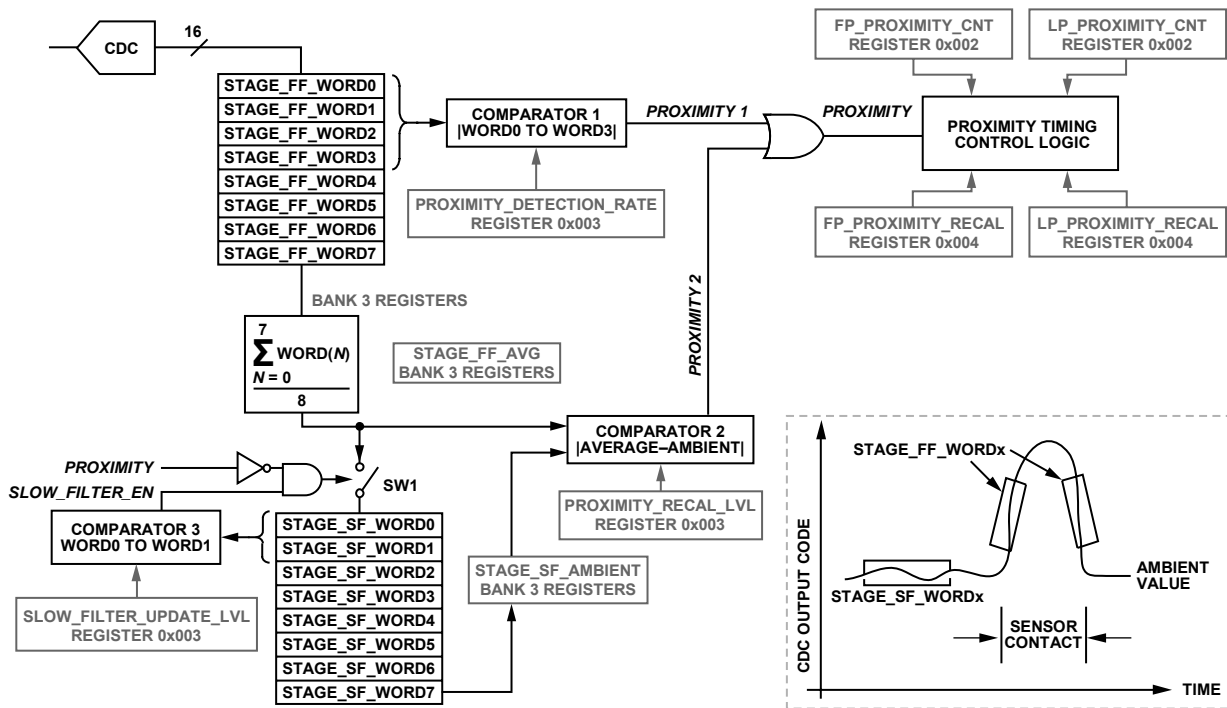 CDC
16
STAGE_FF_WORD0
STAGE_FF_WORD1
STAGE_FF_WORD2
STAGE_FF_WORD3
STAGE_FF_WORD4
STAGE_FF_WORD5
STAGE_FF_WORD6
STAGE_FF_WORD7
COMPARATOR 1
|WORD0 TO WORD3|
PROXIMITY_DETECTION_RATE
REGISTER 0x003
PROXIMITY 1
PROXIMITY
FP_PROXIMITY_CNT
REGISTER 0x002
LP_PROXIMITY_CNT
REGISTER 0x002
PROXIMITY TIMING
CONTROL LOGIC
FP_PROXIMITY_RECAL
REGISTER 0x004
LP_PROXIMITY_RECAL
REGISTER 0x004
BANK 3 REGISTERS
7
Σ WORD(N)
N = 0
8
STAGE_FF_AVG
BANK 3 REGISTERS
PROXIMITY 2
COMPARATOR 2
|AVERAGE–AMBIENT|
PROXIMITY_RECAL_LVL
REGISTER 0x003
PROXIMITY
SLOW_FILTER_EN
SW1
COMPARATOR 3
WORD0 TO WORD1
SLOW_FILTER_UPDATE_LVL
REGISTER 0x003
STAGE_SF_WORD0
STAGE_SF_WORD1
STAGE_SF_WORD2
STAGE_SF_WORD3
STAGE_SF_WORD4
STAGE_SF_WORD5
STAGE_SF_WORD6
STAGE_SF_WORD7
STAGE_SF_AMBIENT
BANK 3 REGISTERS
CDC OUTPUT CODE
STAGE_FF_WORDx
STAGE_SF_WORDx
AMBIENT
VALUE
SENSOR
CONTACT
TIME